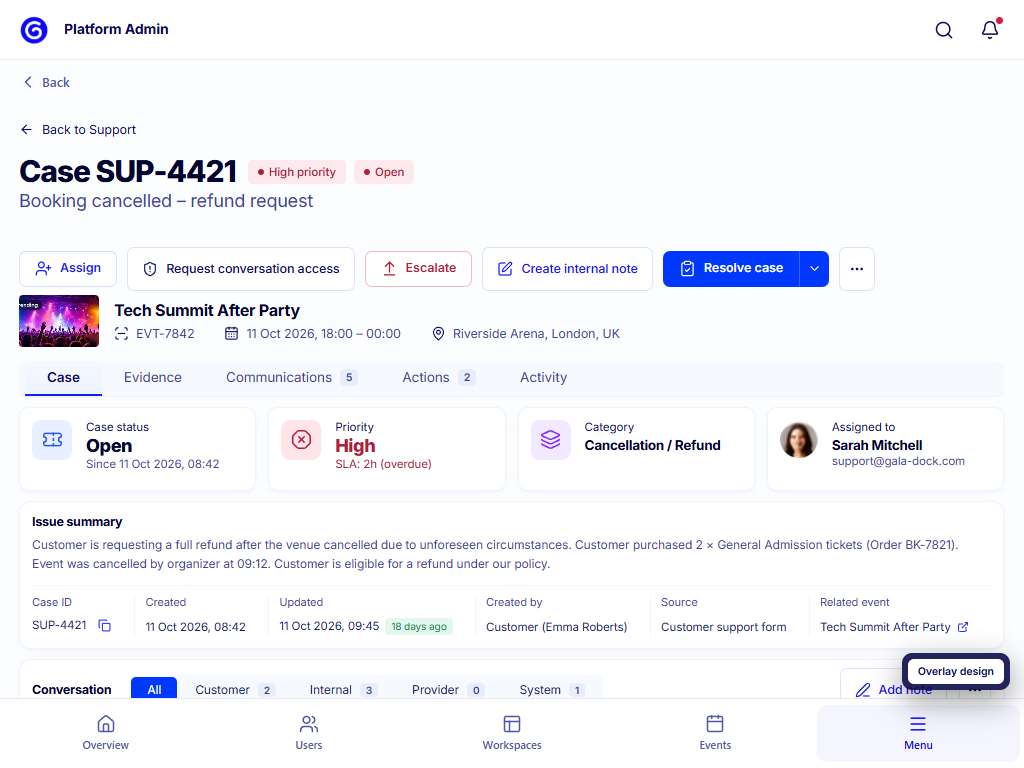 Platform Admin
Back
Back to Support
Case SUP-4421
High priority
Open
Booking cancelled – refund request
Assign
Request conversation access
Escalate
Create internal note
Resolve case
Tech Summit After Party
EVT-7842
11 Oct 2026, 18:00 – 00:00
Riverside Arena, London, UK
Case
Evidence
Communications 5
Actions 2
Activity
Case status
Open
Since 11 Oct 2026, 08:42
Priority
High
SLA: 2h (overdue)
Category
Cancellation / Refund
Assigned to
Sarah Mitchell
support@gala-dock.com
Issue summary
Customer is requesting a full refund after the venue cancelled due to unforeseen circumstances. Customer purchased 2 × General Admission tickets (Order BK-7821).
Event was cancelled by organizer at 09:12. Customer is eligible for a refund under our policy.
Case ID
SUP-4421
Created
11 Oct 2026, 08:42
Updated
11 Oct 2026, 09:45 18 days ago
Created by
Customer (Emma Roberts)
Source
Customer support form
Related event
Tech Summit After Party
Overlay design
Conversation
All
Customer 2
Internal 3
Provider 0
System 1
Add note
Overview
Users
Workspaces
Events
Menu